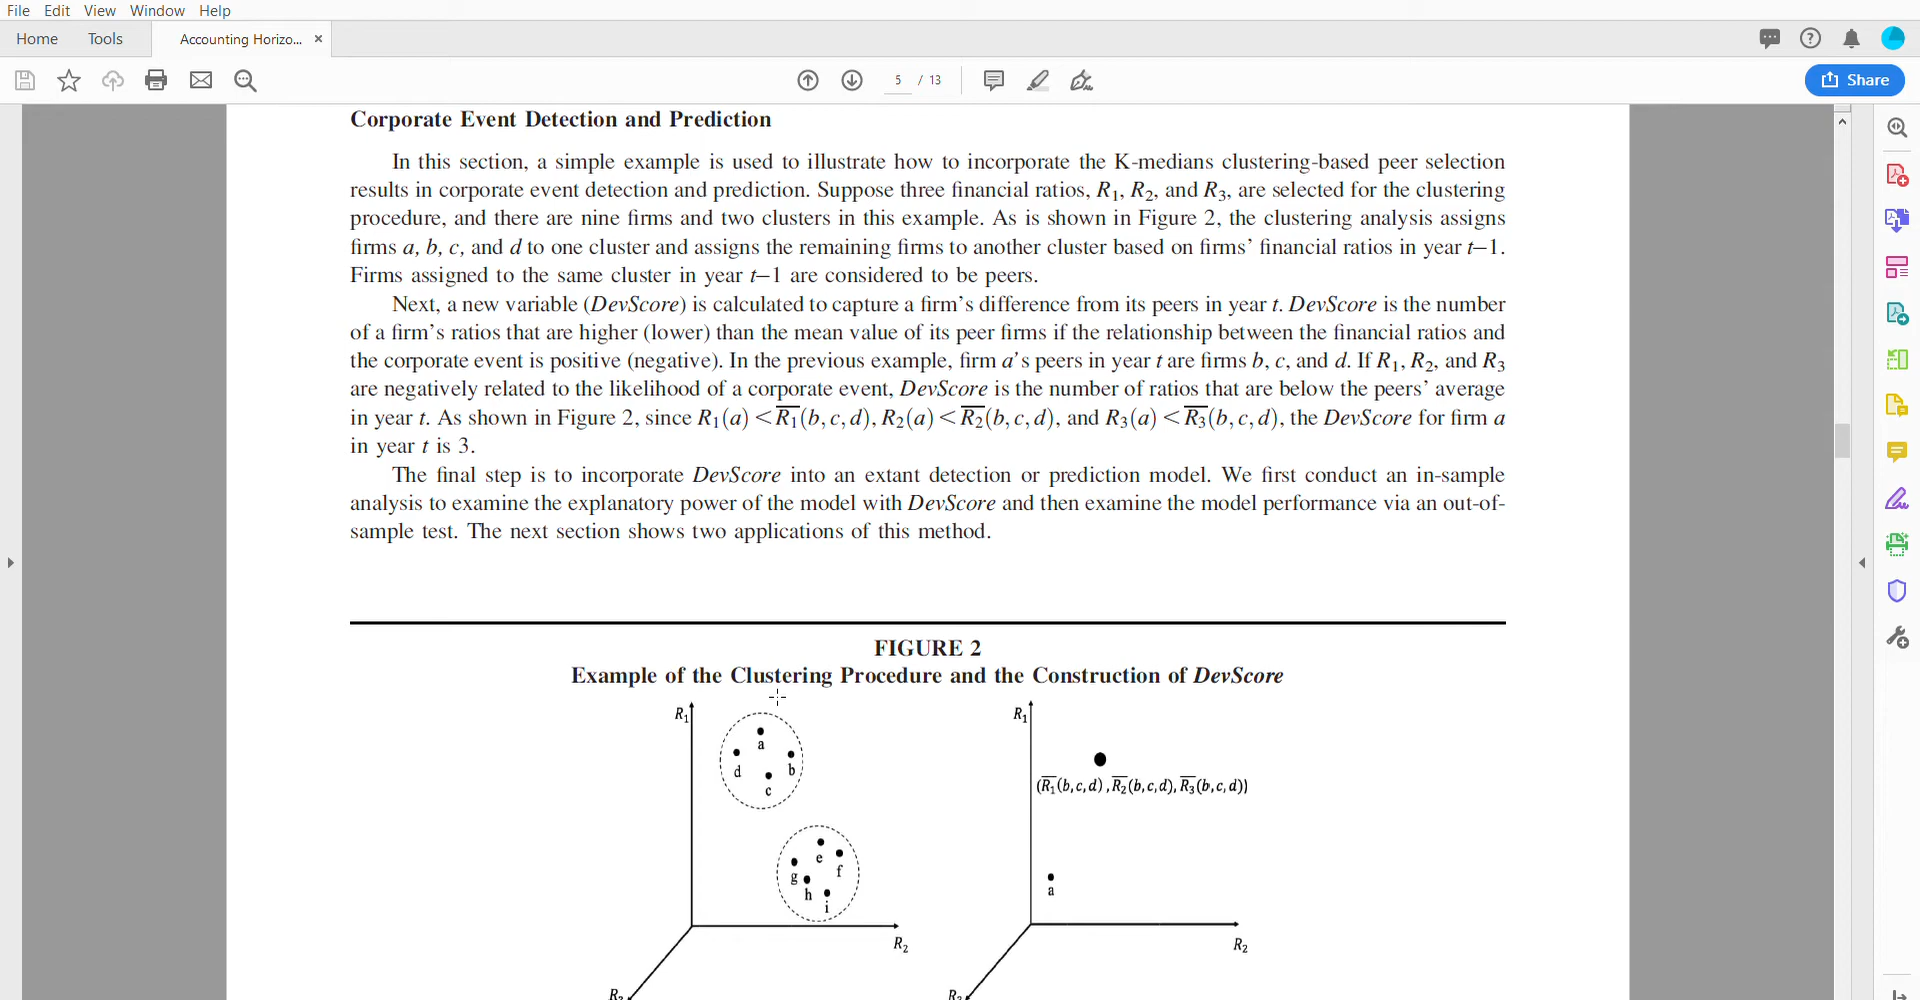 File Edit View Window Help
Home Tools Accounting Horizo... ×
5 / 13
Share
Corporate Event Detection and Prediction
In this section, a simple example is used to illustrate how to incorporate the K-medians clustering-based peer selection
results in corporate event detection and prediction. Suppose three financial ratios, R₁, R₂, and R₃, are selected for the clustering
procedure, and there are nine firms and two clusters in this example. As is shown in Figure 2, the clustering analysis assigns
firms a, b, c, and d to one cluster and assigns the remaining firms to another cluster based on firms’ financial ratios in year t–1.
Firms assigned to the same cluster in year t–1 are considered to be peers.
Next, a new variable (DevScore) is calculated to capture a firm’s difference from its peers in year t. DevScore is the number
of a firm’s ratios that are higher (lower) than the mean value of its peer firms if the relationship between the financial ratios and
the corporate event is positive (negative). In the previous example, firm a’s peers in year t are firms b, c, and d. If R₁, R₂, and R₃
are negatively related to the likelihood of a corporate event, DevScore is the number of ratios that are below the peers’ average
in year t. As shown in Figure 2, since R₁(a) < R̅₁(b, c, d), R₂(a) < R̅₂(b, c, d), and R₃(a) < R̅₃(b, c, d), the DevScore for firm a
in year t is 3.
The final step is to incorporate DevScore into an extant detection or prediction model. We first conduct an in-sample
analysis to examine the explanatory power of the model with DevScore and then examine the model performance via an out-of-
sample test. The next section shows two applications of this method.
FIGURE 2
Example of the Clustering Procedure and the Construction of DevScore
R₁
a
d
b
c
e
f
g
h
i
R₂
R₃
R₁
(R̅₁(b,c,d),R̅₂(b,c,d),R̅₃(b,c,d))
a
R₂
R₃